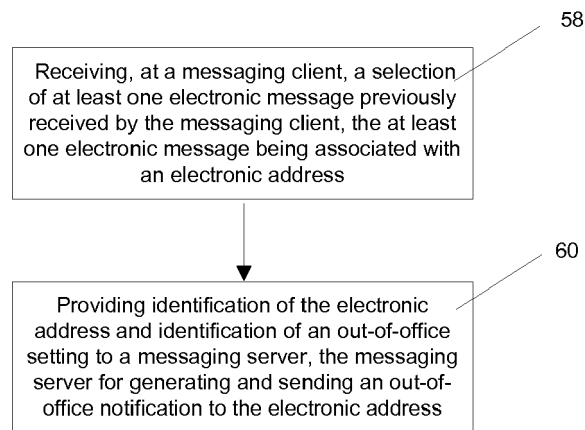 58
Receiving, at a messaging client, a selection
of at least one electronic message previously
received by the messaging client, the at least
one electronic message being associated with
an electronic address
60
Providing identification of the electronic
address and identification of an out-of-office
setting to a messaging server, the messaging
server for generating and sending an out-of-
office notification to the electronic address